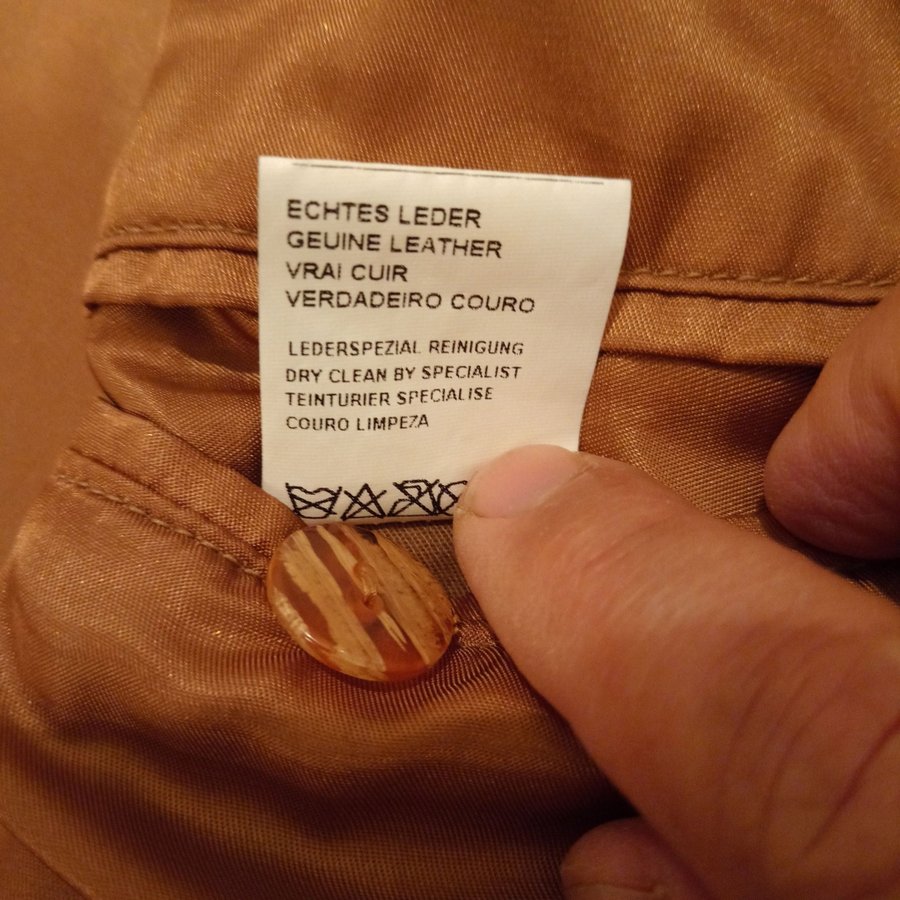 ECHTES LEDER
GEUINE LEATHER
VRAI CUIR
VERDADEIRO COURO
LEDERSPEZIAL REINIGUNG
DRY CLEAN BY SPECIALIST
TEINTURIER SPECIALISE
COURO LIMPEZA